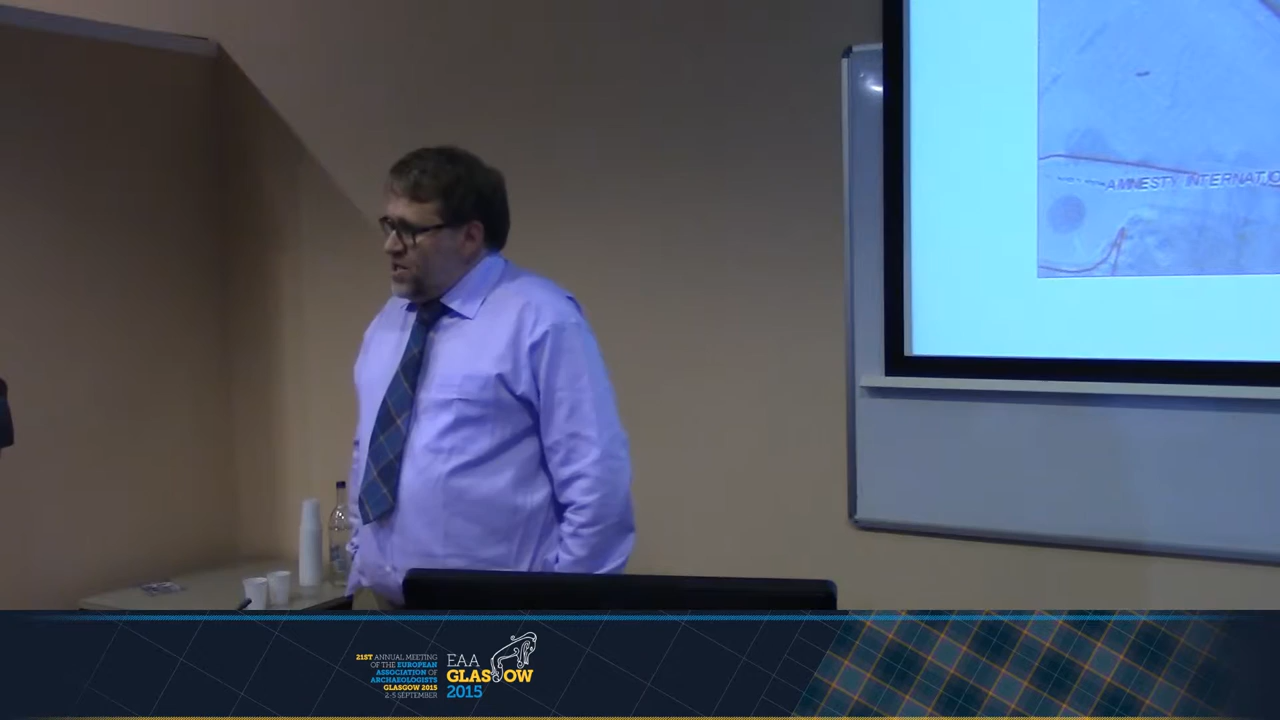 AMNESTY INTERNATIO
21ST ANNUAL MEETING
OF THE EUROPEAN
ASSOCIATION OF
ARCHAEOLOGISTS
GLASGOW 2015
2-5 SEPTEMBER
EAA
GLASGOW
2015